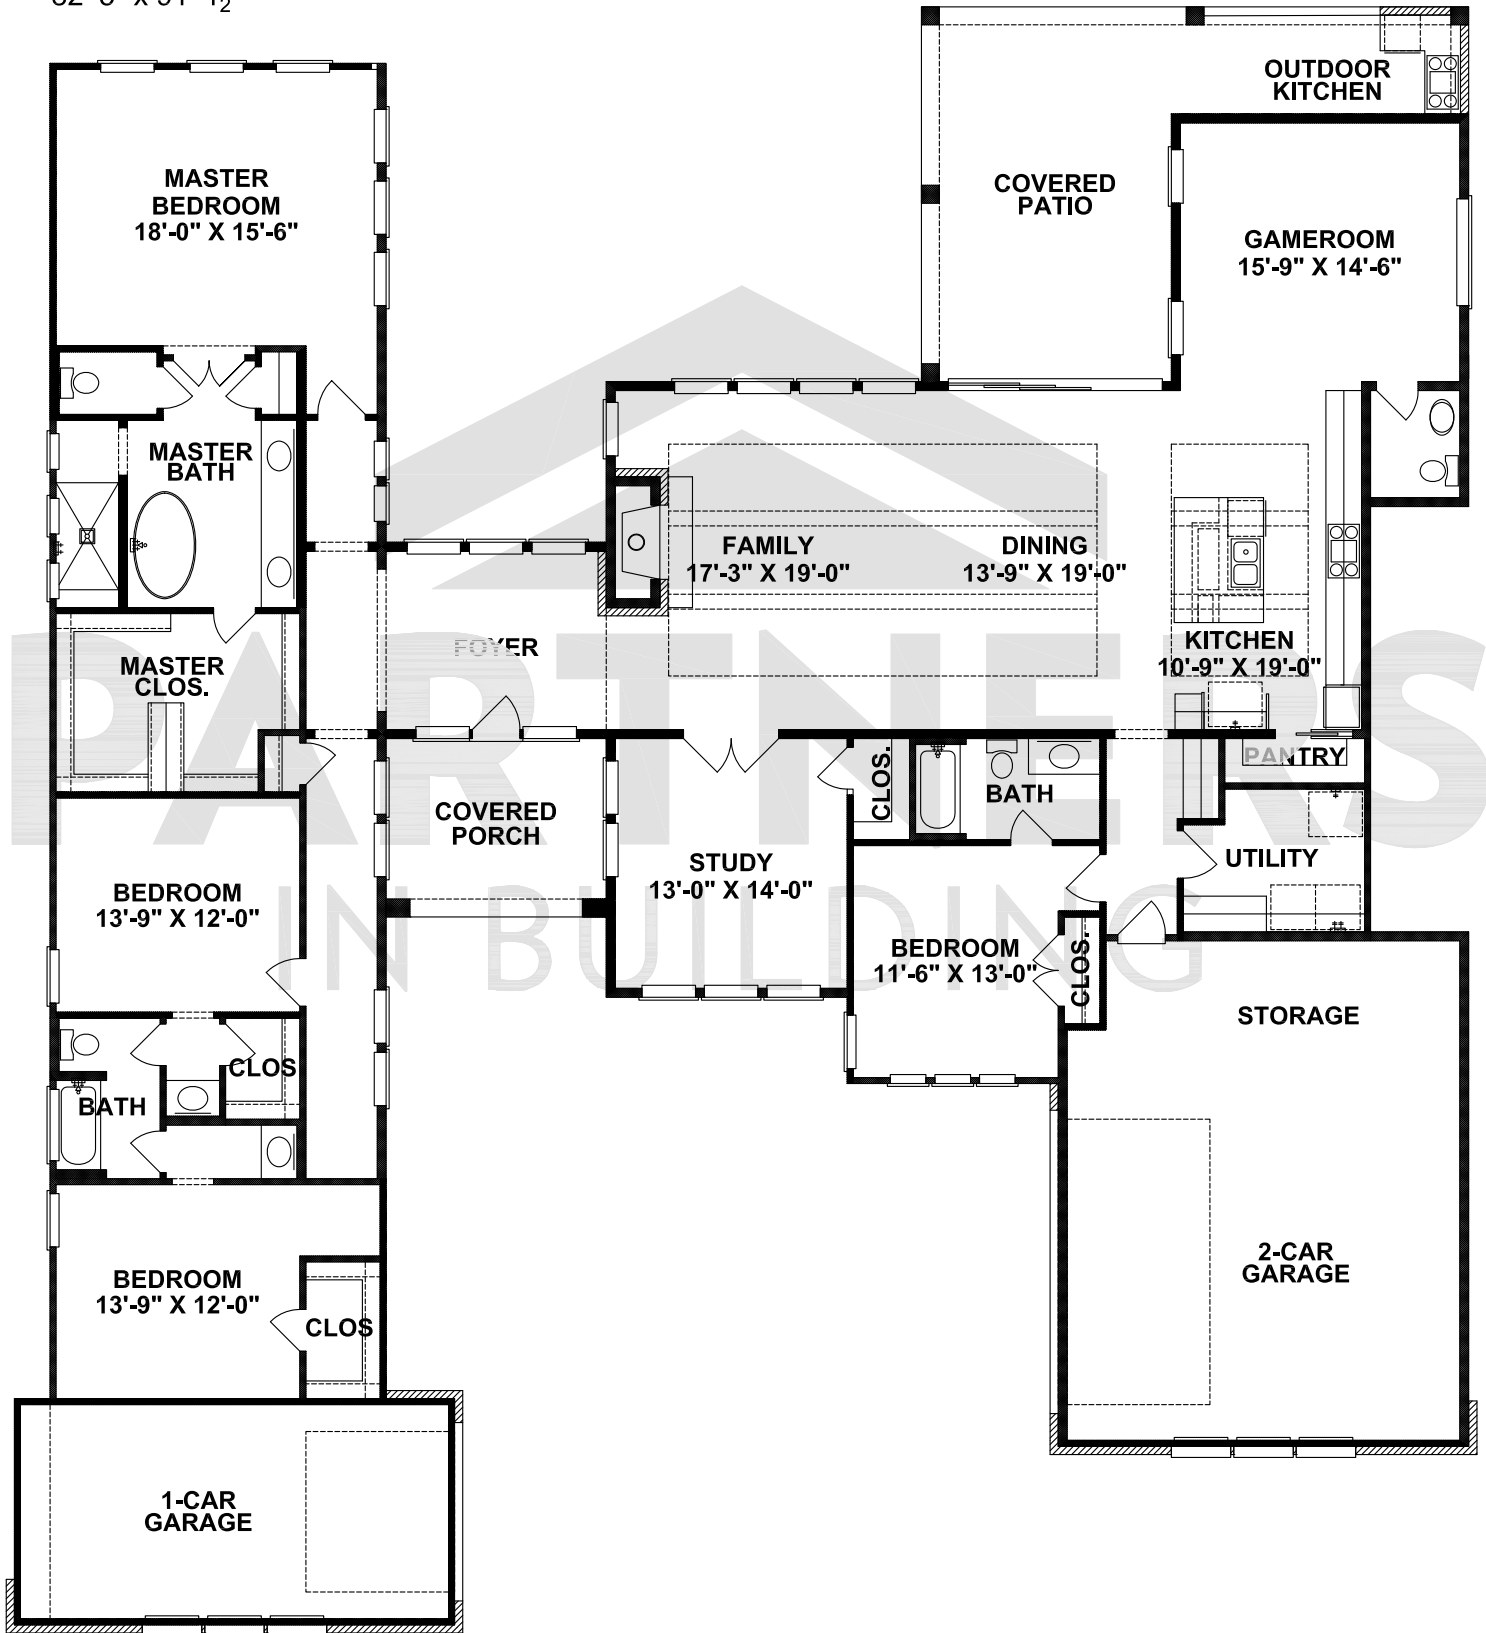 OUTDOOR
KITCHEN
MASTER
BEDROOM
18'-0" X 15'-6"
COVERED
PATIO
GAMEROOM
15'-9" X 14'-6"
MASTER
BATH
FAMILY
17'-3" X 19'-0"
DINING
13'-9" X 19'-0"
KITCHEN
10'-9" X 19'-0"
FOYER
MASTER
CLOS.
PARTNERS
IN BUILDING
PANTRY
CLOS.
BATH
COVERED
PORCH
STUDY
13'-0" X 14'-0"
UTILITY
BEDROOM
13'-9" X 12'-0"
BEDROOM
11'-6" X 13'-0"
CLOS.
STORAGE
CLOS
BATH
2-CAR
GARAGE
BEDROOM
13'-9" X 12'-0"
CLOS
1-CAR
GARAGE